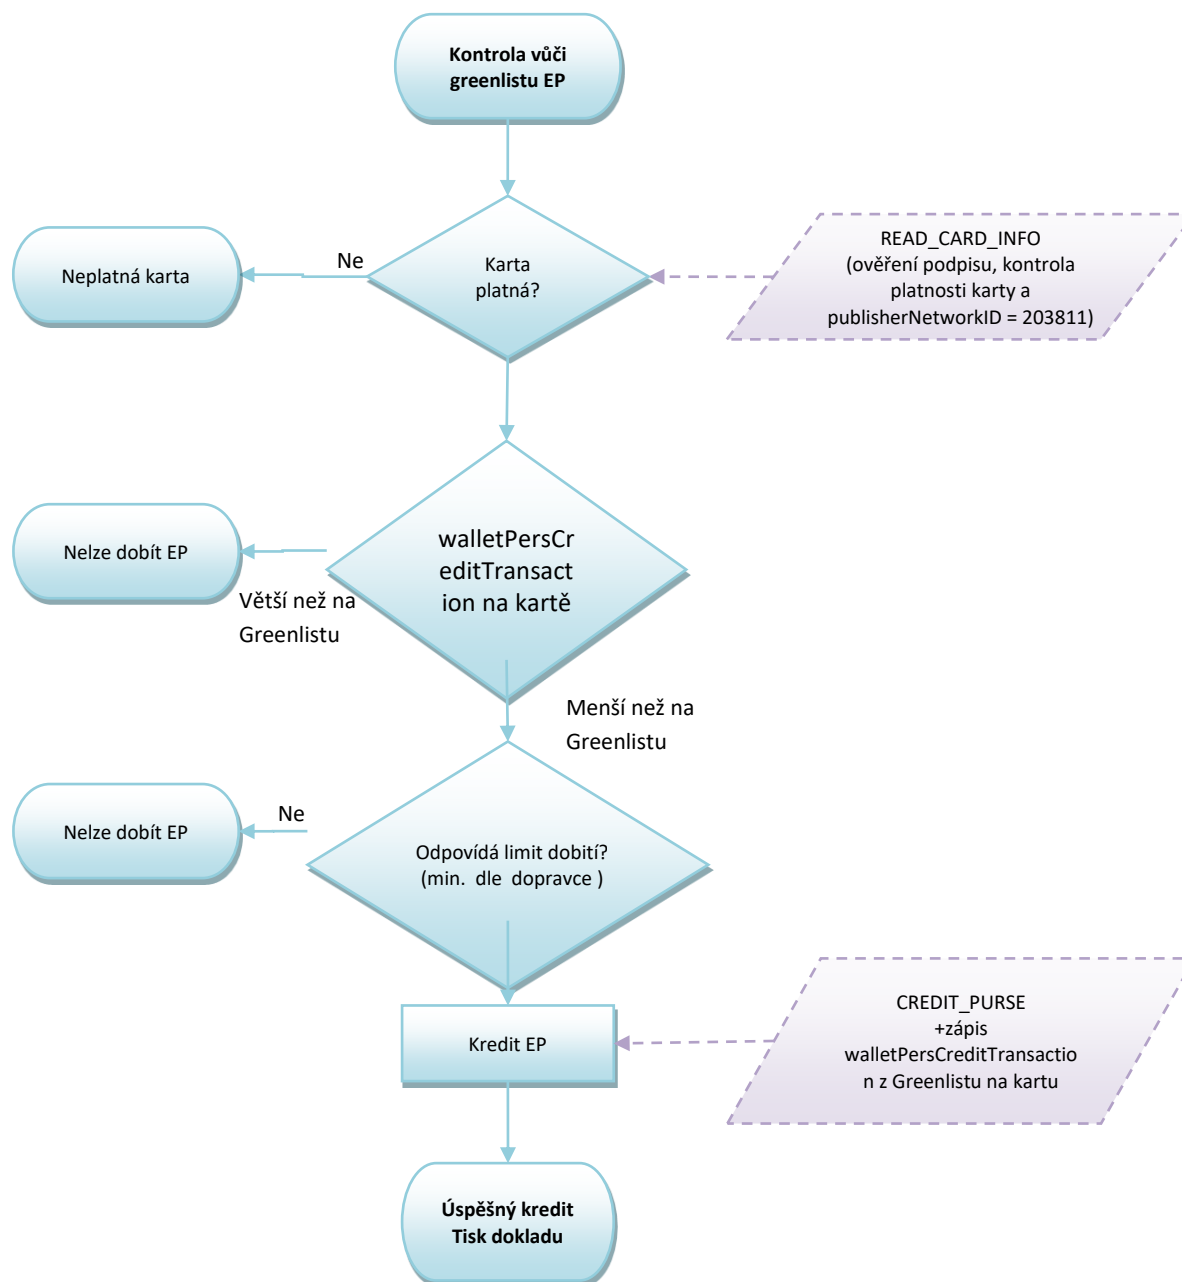 Kontrola vůči
greenlistu EP
Ne
Neplatná karta
Karta
platná?
READ_CARD_INFO
(ověření podpisu, kontrola
platnosti karty a
publisherNetworkID = 203811)
walletPersCr
editTransact
ion na kartě
Nelze dobít EP
Větší než na
Greenlistu
Menší než na
Greenlistu
Ne
Nelze dobít EP
Odpovídá limit dobití?
(min. dle dopravce )
CREDIT_PURSE
+zápis
walletPersCreditTransactio
n z Greenlistu na kartu
Kredit EP
Úspěšný kredit
Tisk dokladu